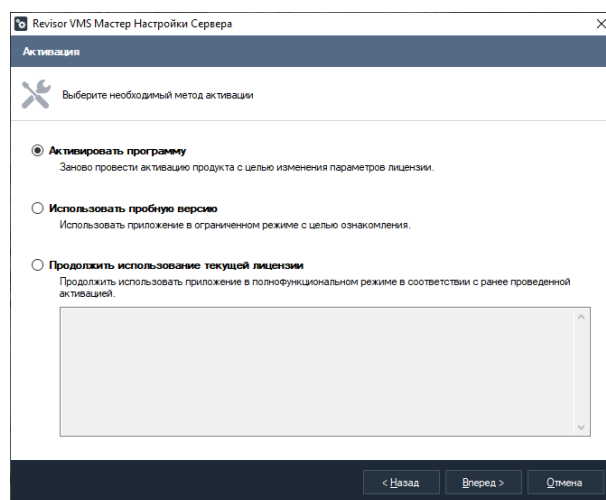 Revisor VMS Мастер Настройки Сервера
Активация
Выберите необходимый метод активации
Активировать программу
Заново провести активацию продукта с целью изменения параметров лицензии.
Использовать пробную версию
Использовать приложение в ограниченном режиме с целью ознакомления.
Продолжить использование текущей лицензии
Продолжить использовать приложение в полнофункциональном режиме в соответствии с ранее проведенной
активацией.
< Назад Вперед > Отмена